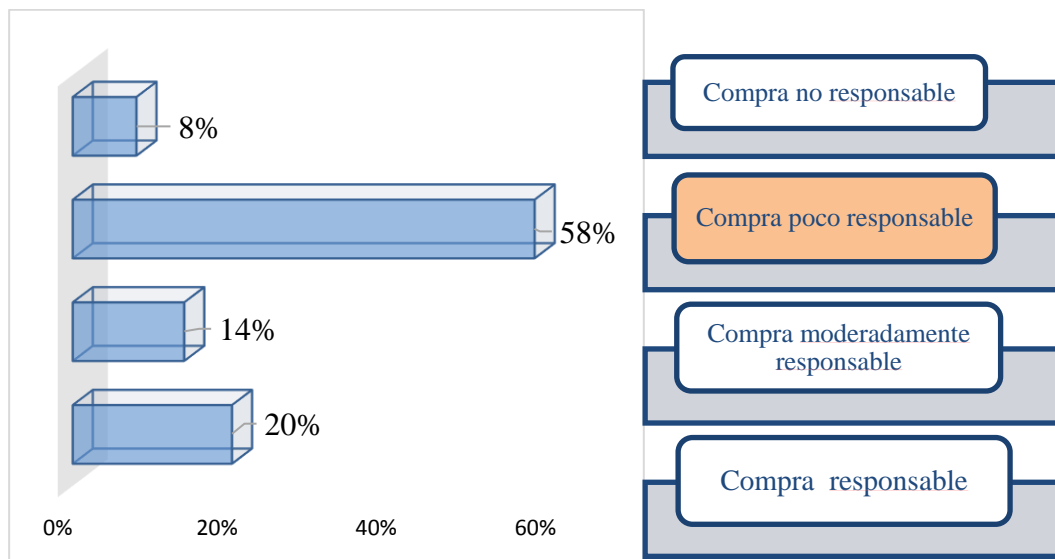 8%
Compra no responsable
58%
Compra poco responsable
14%
Compra moderadamente
responsable
20%
Compra responsable
0%
20%
40%
60%